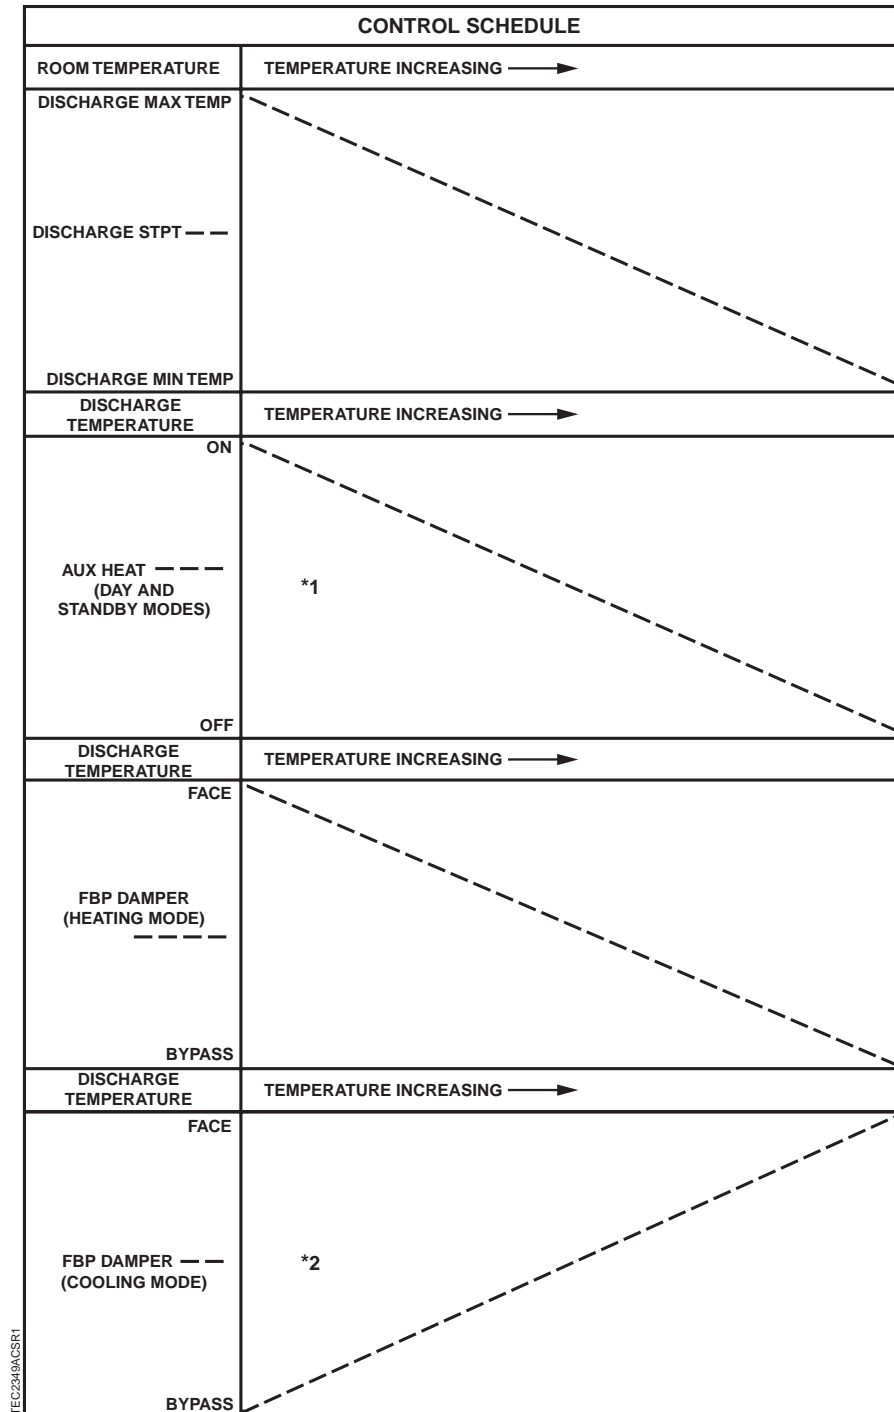 CONTROL SCHEDULE
ROOM TEMPERATURE
TEMPERATURE INCREASING
DISCHARGE MAX TEMP
DISCHARGE STPT
DISCHARGE MIN TEMP
DISCHARGE
TEMPERATURE
TEMPERATURE INCREASING
ON
AUX HEAT
(DAY AND
STANDBY MODES)
*1
OFF
DISCHARGE
TEMPERATURE
TEMPERATURE INCREASING
FACE
FBP DAMPER
(HEATING MODE)
BYPASS
DISCHARGE
TEMPERATURE
TEMPERATURE INCREASING
FACE
FBP DAMPER
(COOLING MODE)
*2
BYPASS
TEC2349ACSR1